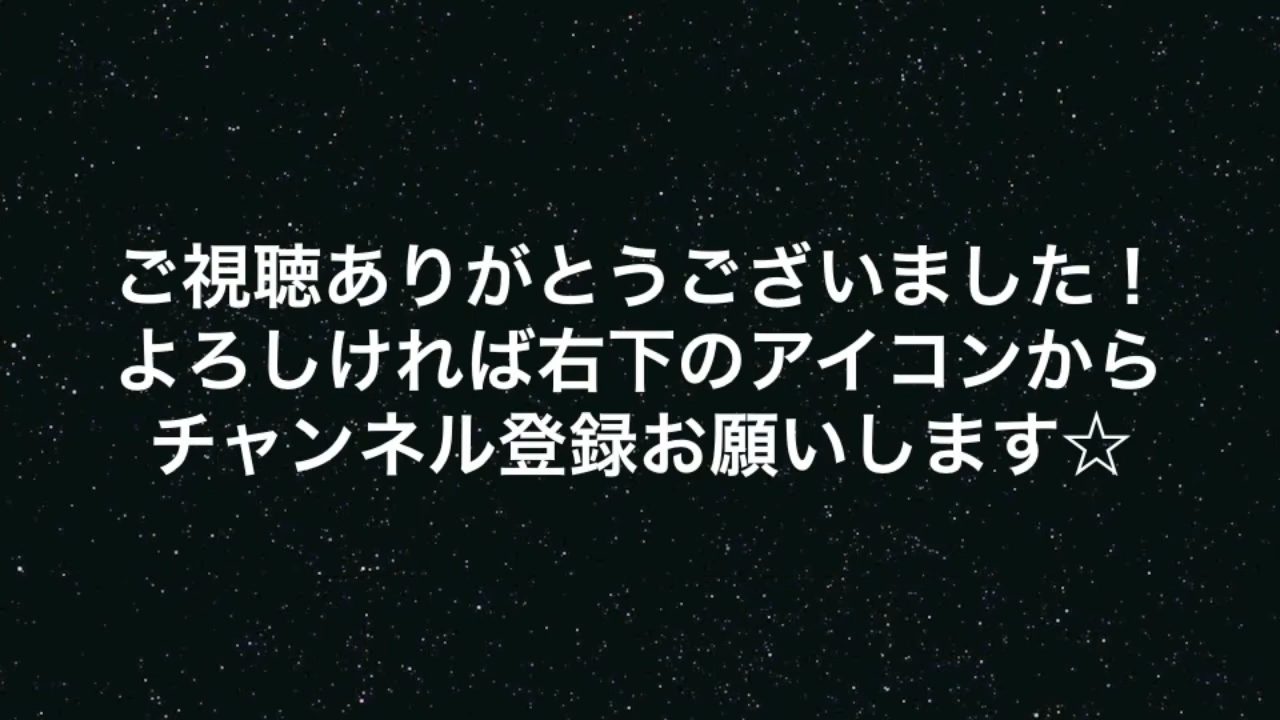 ご視聴ありがとうございました！
よろしければ右下のアイコンから
チャンネル登録お願いします☆